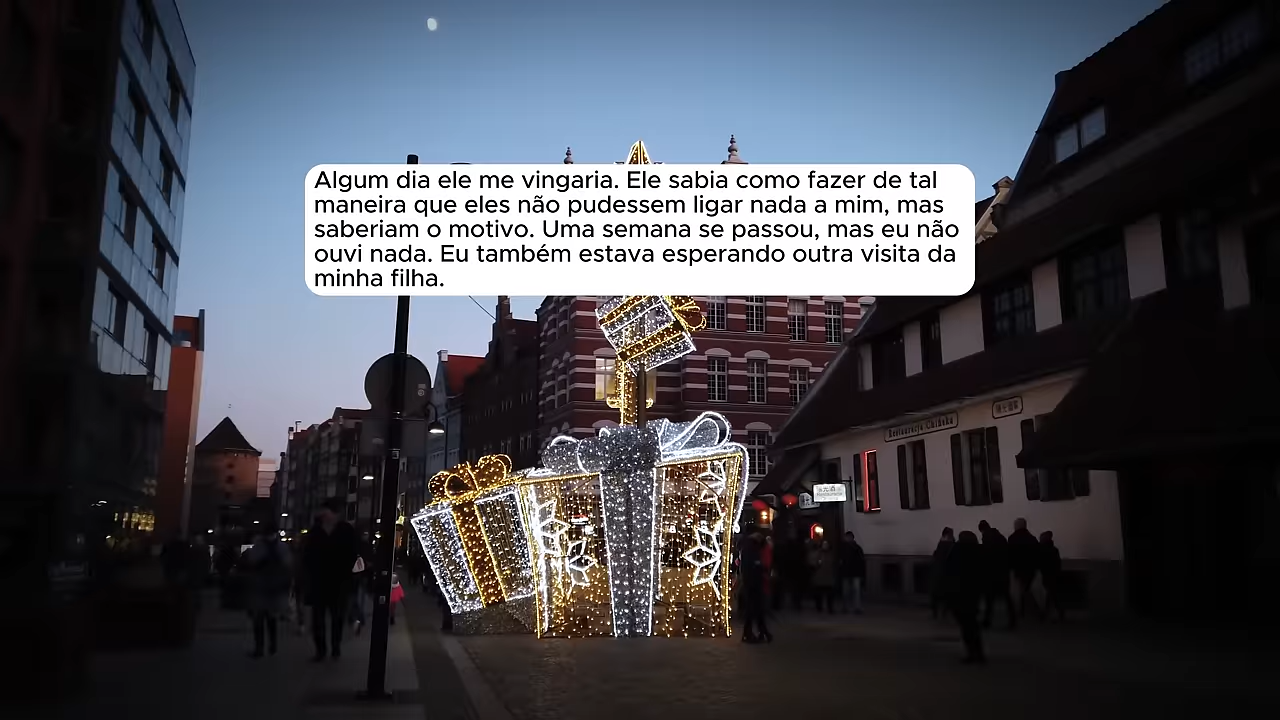 Algum dia ele me vingaria. Ele sabia como fazer de tal
maneira que eles não pudessem ligar nada a mim, mas
saberiam o motivo. Uma semana se passou, mas eu não
ouvi nada. Eu também estava esperando outra visita da
minha filha.
Restauracja Chińska